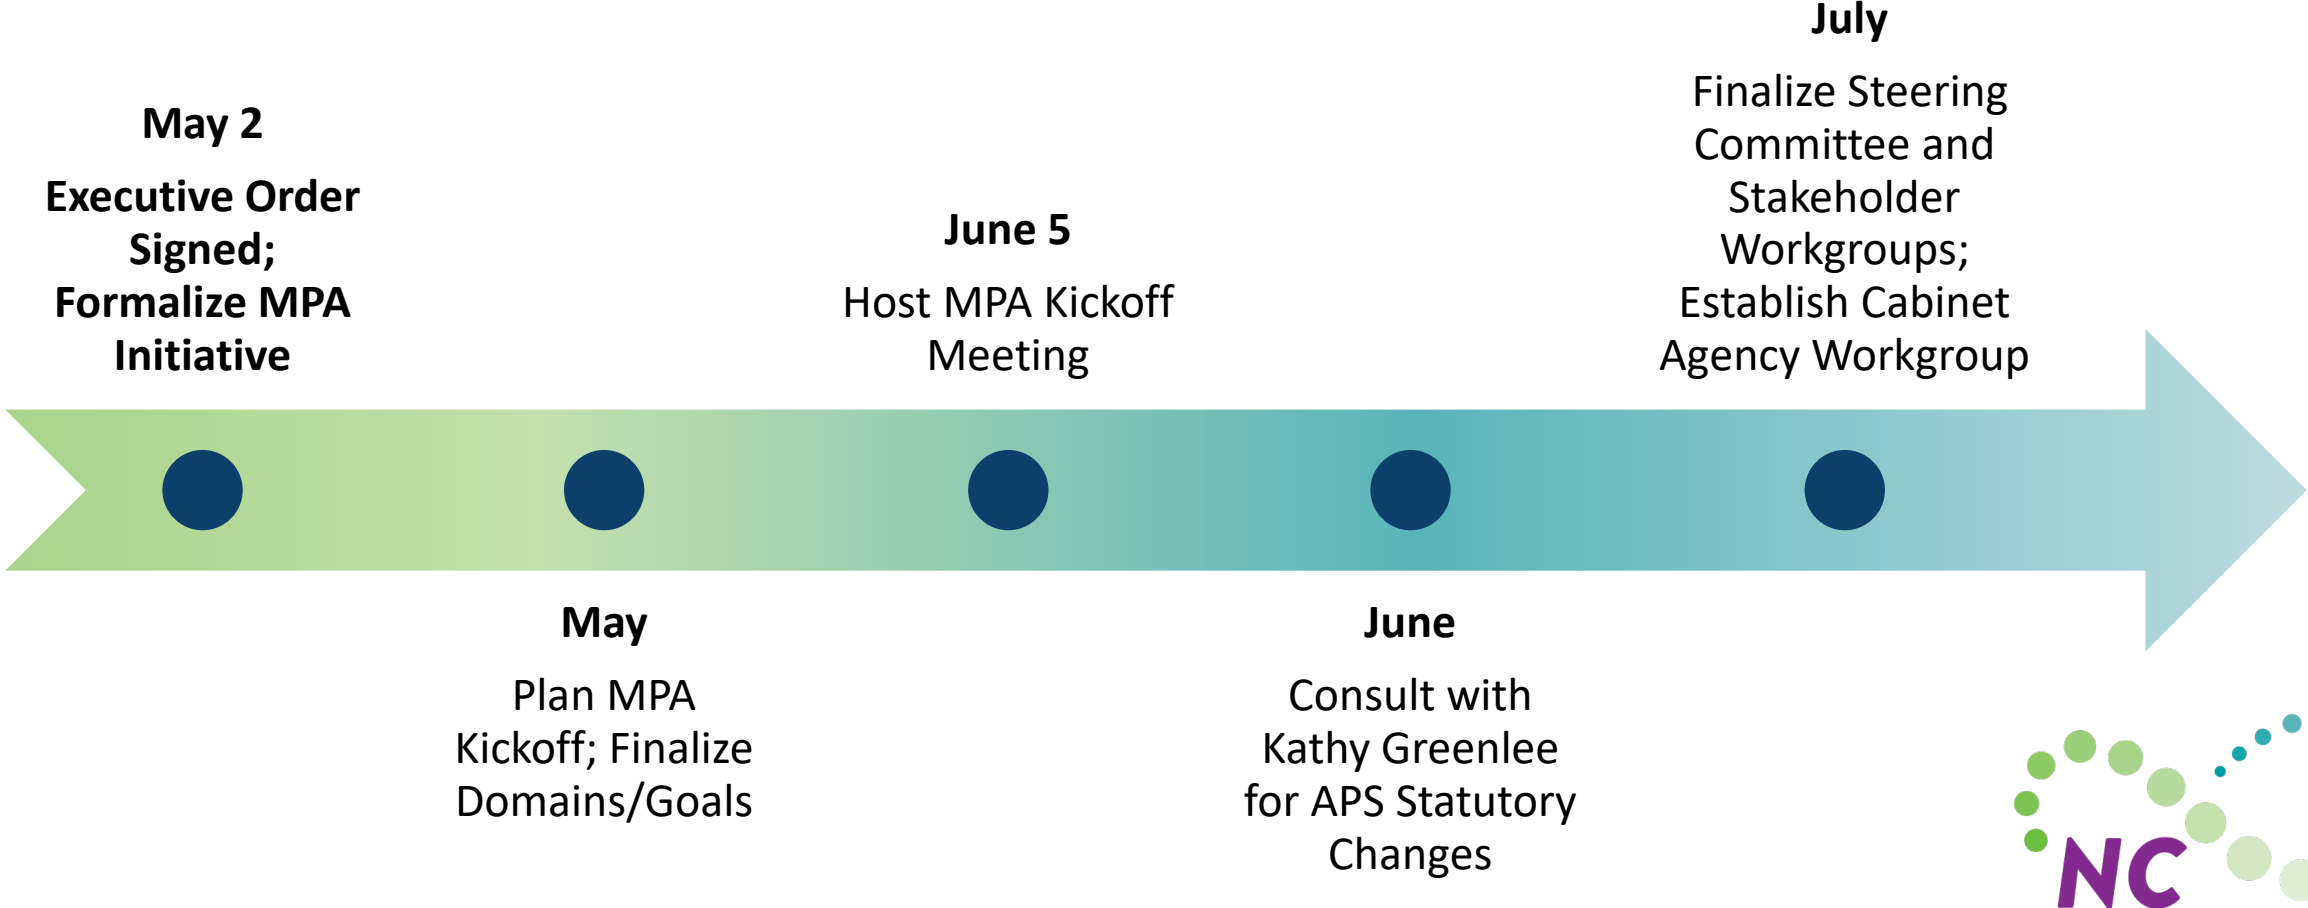 May 2
Executive Order
Signed;
Formalize MPA
Initiative
May
Plan MPA
Kickoff; Finalize
Domains/Goals
June 5
Host MPA Kickoff
Meeting
June
Consult with
Kathy Greenlee
for APS Statutory
Changes
July
Finalize Steering
Committee and
Stakeholder
Workgroups;
Establish Cabinet
Agency Workgroup
NC